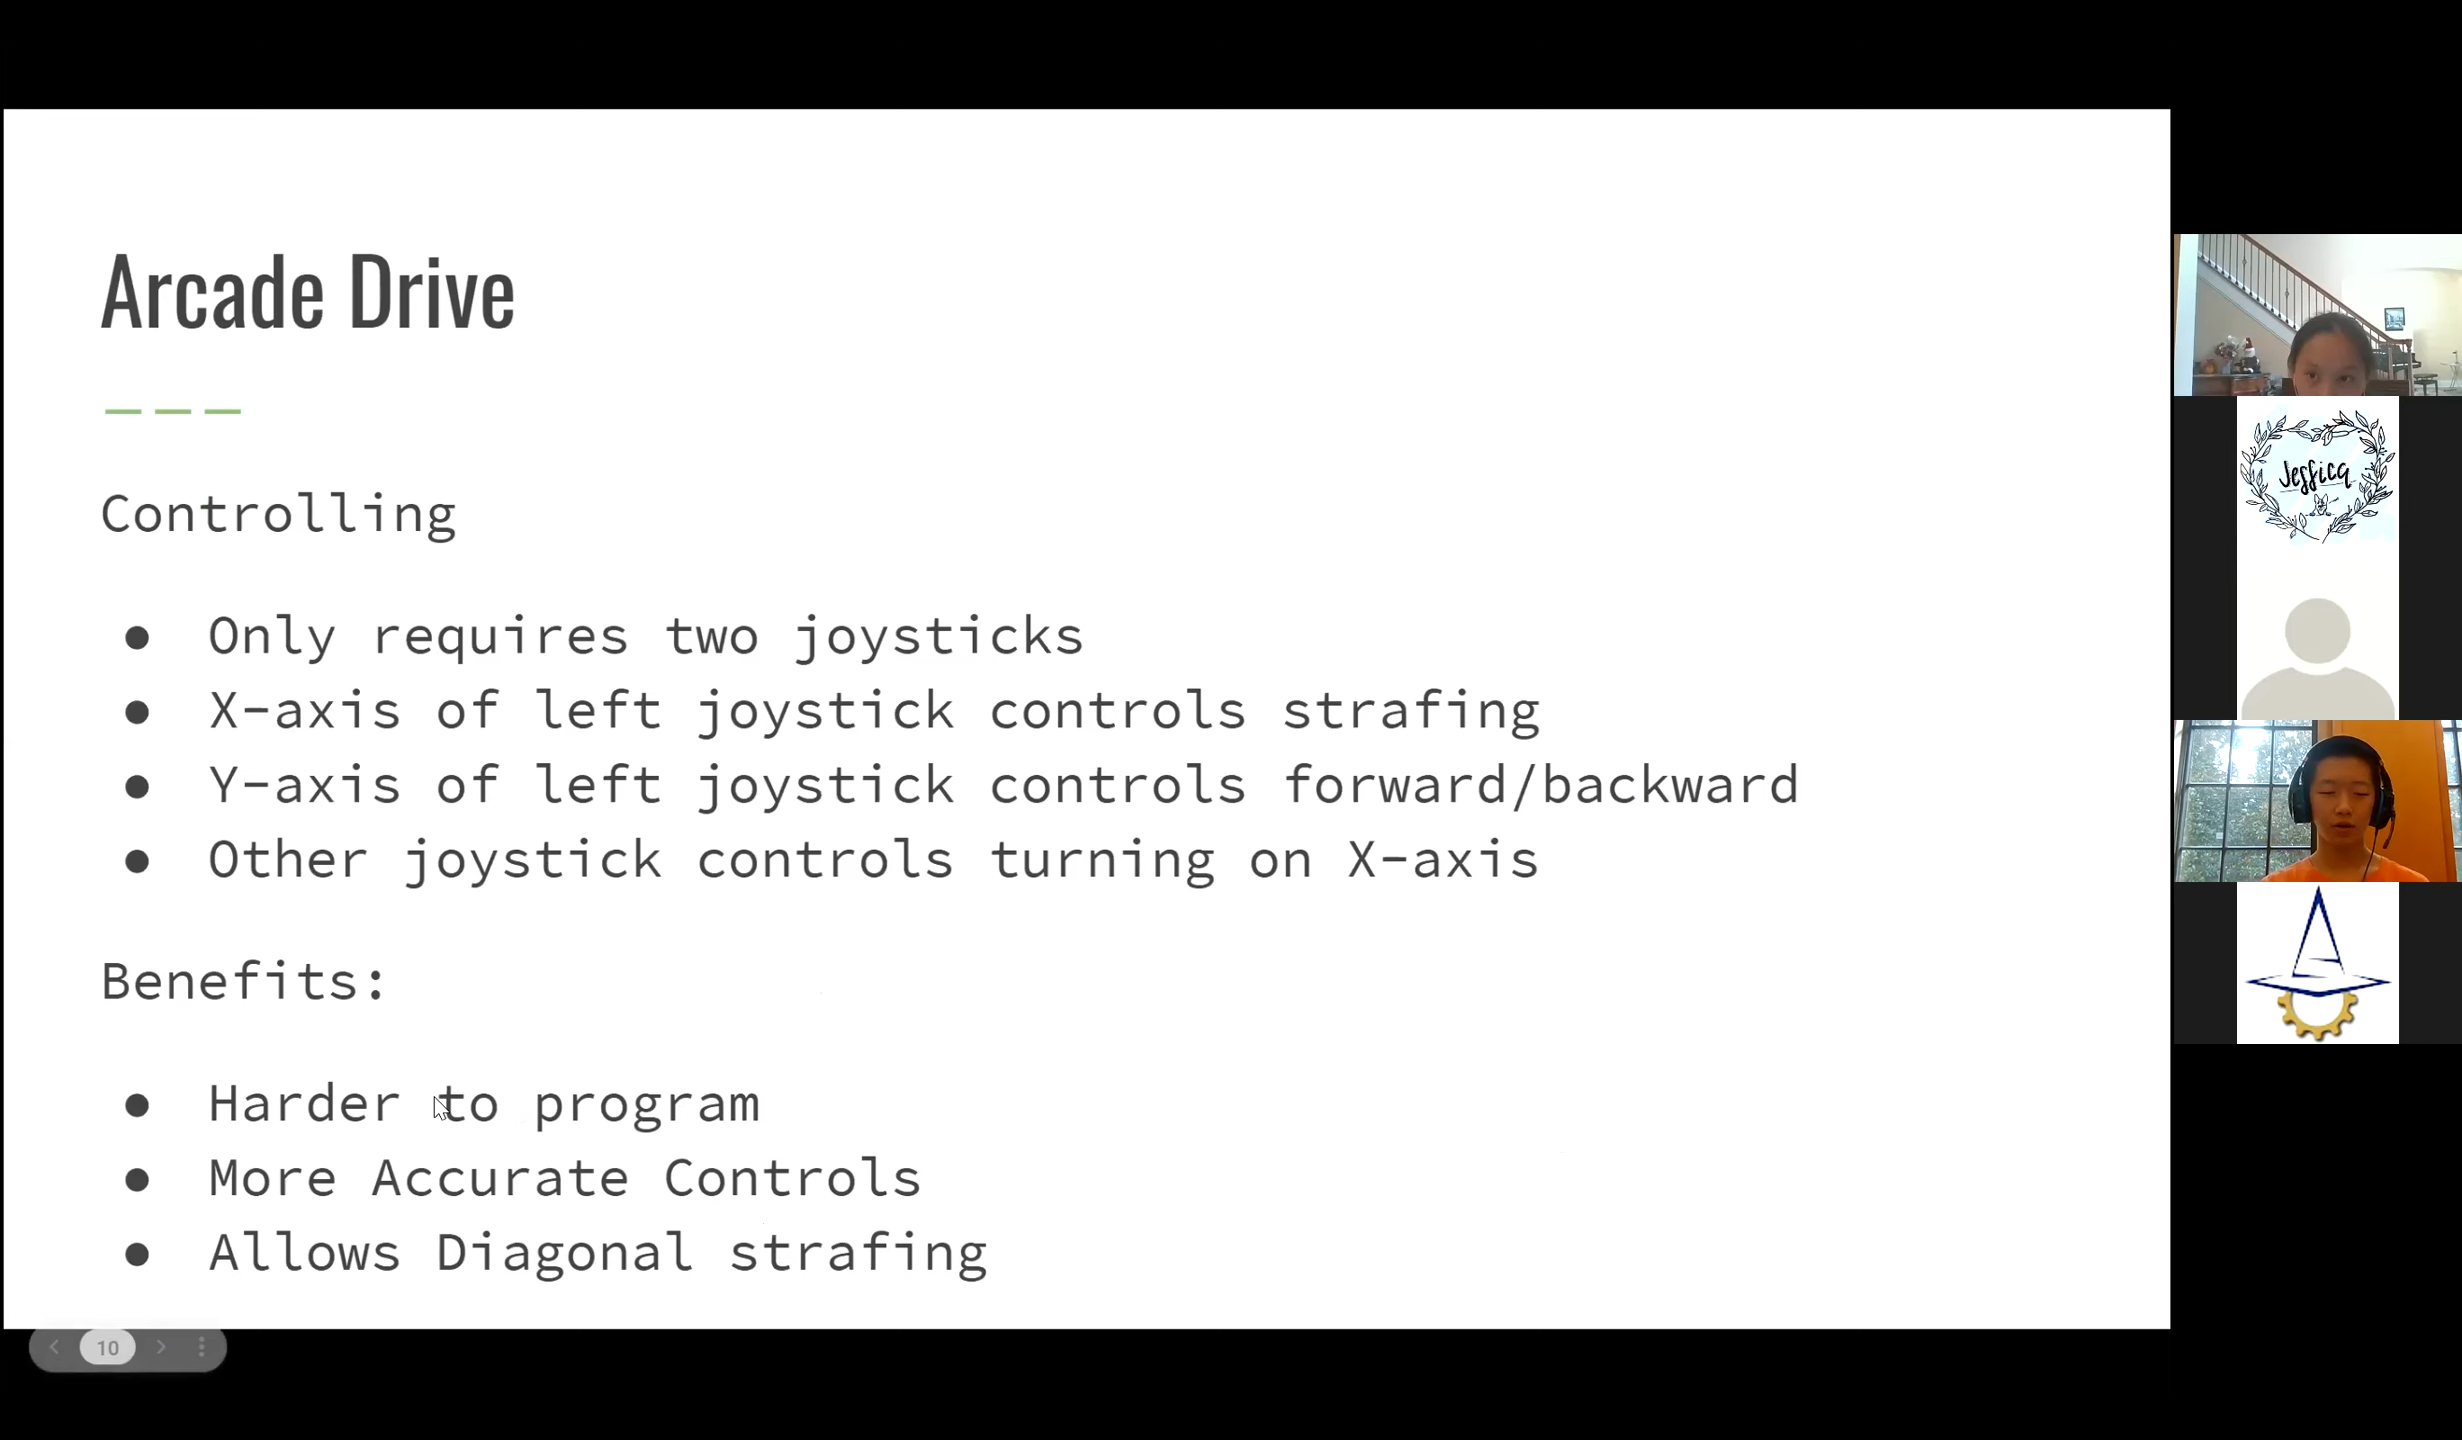 Arcade Drive
Controlling
● Only requires two joysticks
● X-axis of left joystick controls strafing
● Y-axis of left joystick controls forward/backward
● Other joystick controls turning on X-axis
Benefits:
● Harder to program
● More Accurate Controls
● Allows Diagonal strafing
10
Jessica